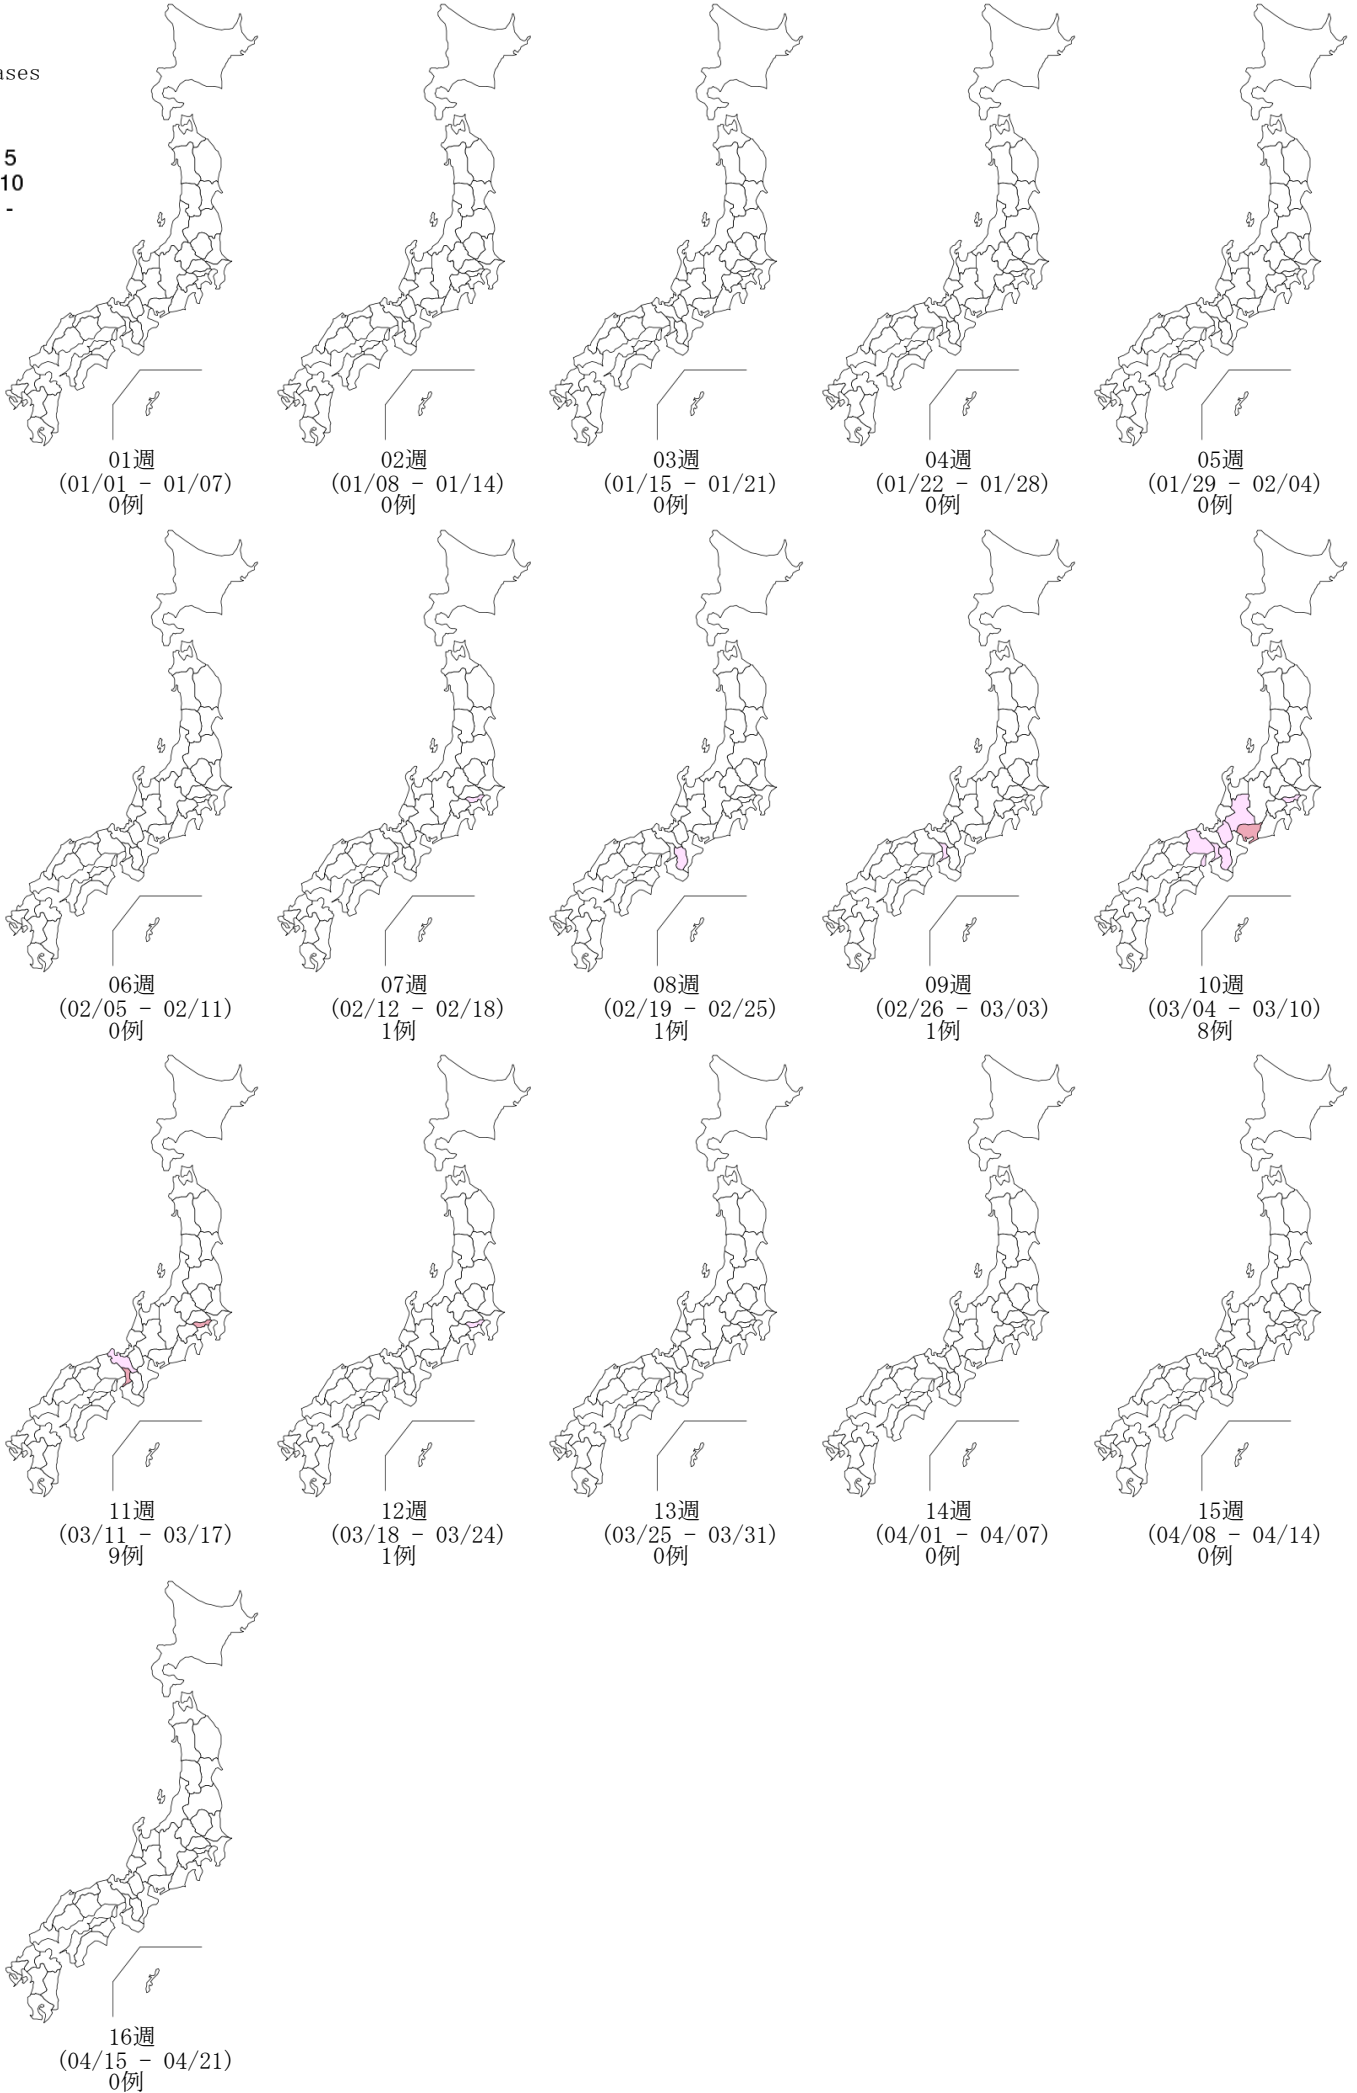 ases
5
10
-
01週
(01/01 - 01/07)
0例
02週
(01/08 - 01/14)
0例
03週
(01/15 - 01/21)
0例
04週
(01/22 - 01/28)
0例
05週
(01/29 - 02/04)
0例
06週
(02/05 - 02/11)
0例
07週
(02/12 - 02/18)
1例
08週
(02/19 - 02/25)
1例
09週
(02/26 - 03/03)
1例
10週
(03/04 - 03/10)
8例
11週
(03/11 - 03/17)
9例
12週
(03/18 - 03/24)
1例
13週
(03/25 - 03/31)
0例
14週
(04/01 - 04/07)
0例
15週
(04/08 - 04/14)
0例
16週
(04/15 - 04/21)
0例